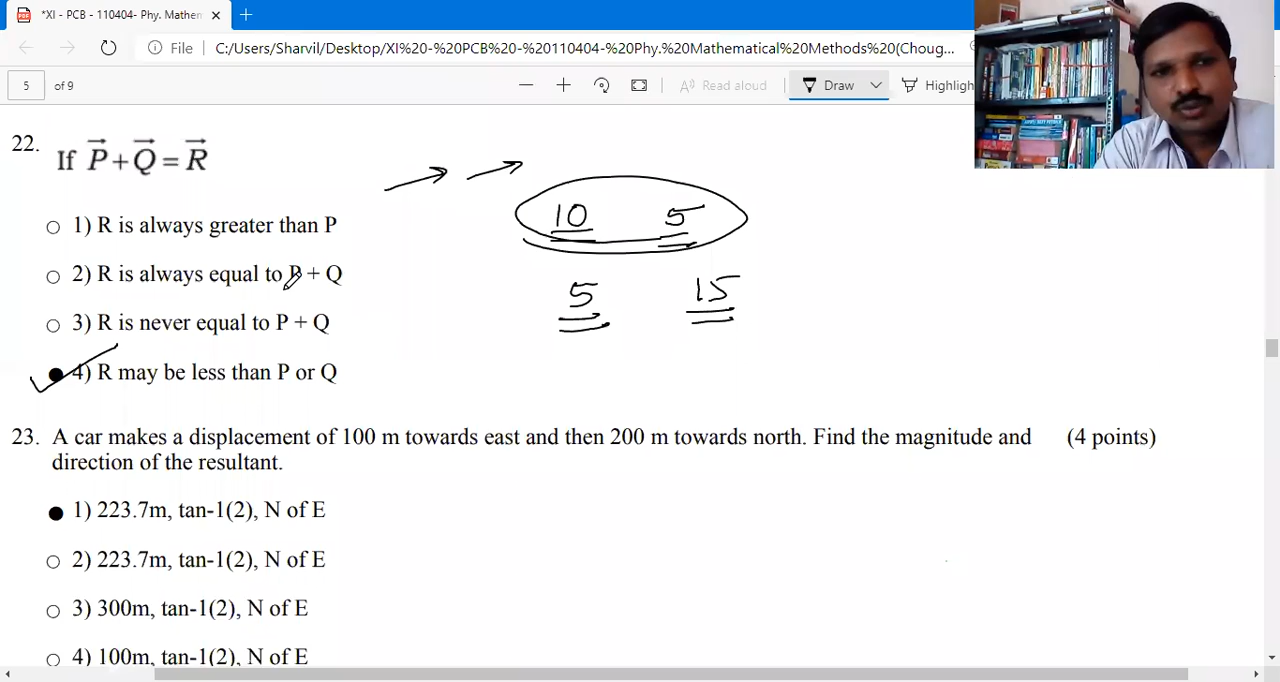 *XI - PCB - 110404- Phy. Mathem
File C:/Users/Sharvil/Desktop/XI%20-%20PCB%20-%20110404-%20Phy.%20Mathematical%20Methods%20(Choug...
5 of 9 Read aloud Draw Highligh
22. If P⃗ + Q⃗ = R⃗
1) R is always greater than P
2) R is always equal to P + Q
3) R is never equal to P + Q
4) R may be less than P or Q
10 5
5 15
23. A car makes a displacement of 100 m towards east and then 200 m towards north. Find the magnitude and (4 points)
direction of the resultant.
1) 223.7m, tan-1(2), N of E
2) 223.7m, tan-1(2), N of E
3) 300m, tan-1(2), N of E
4) 100m, tan-1(2), N of E